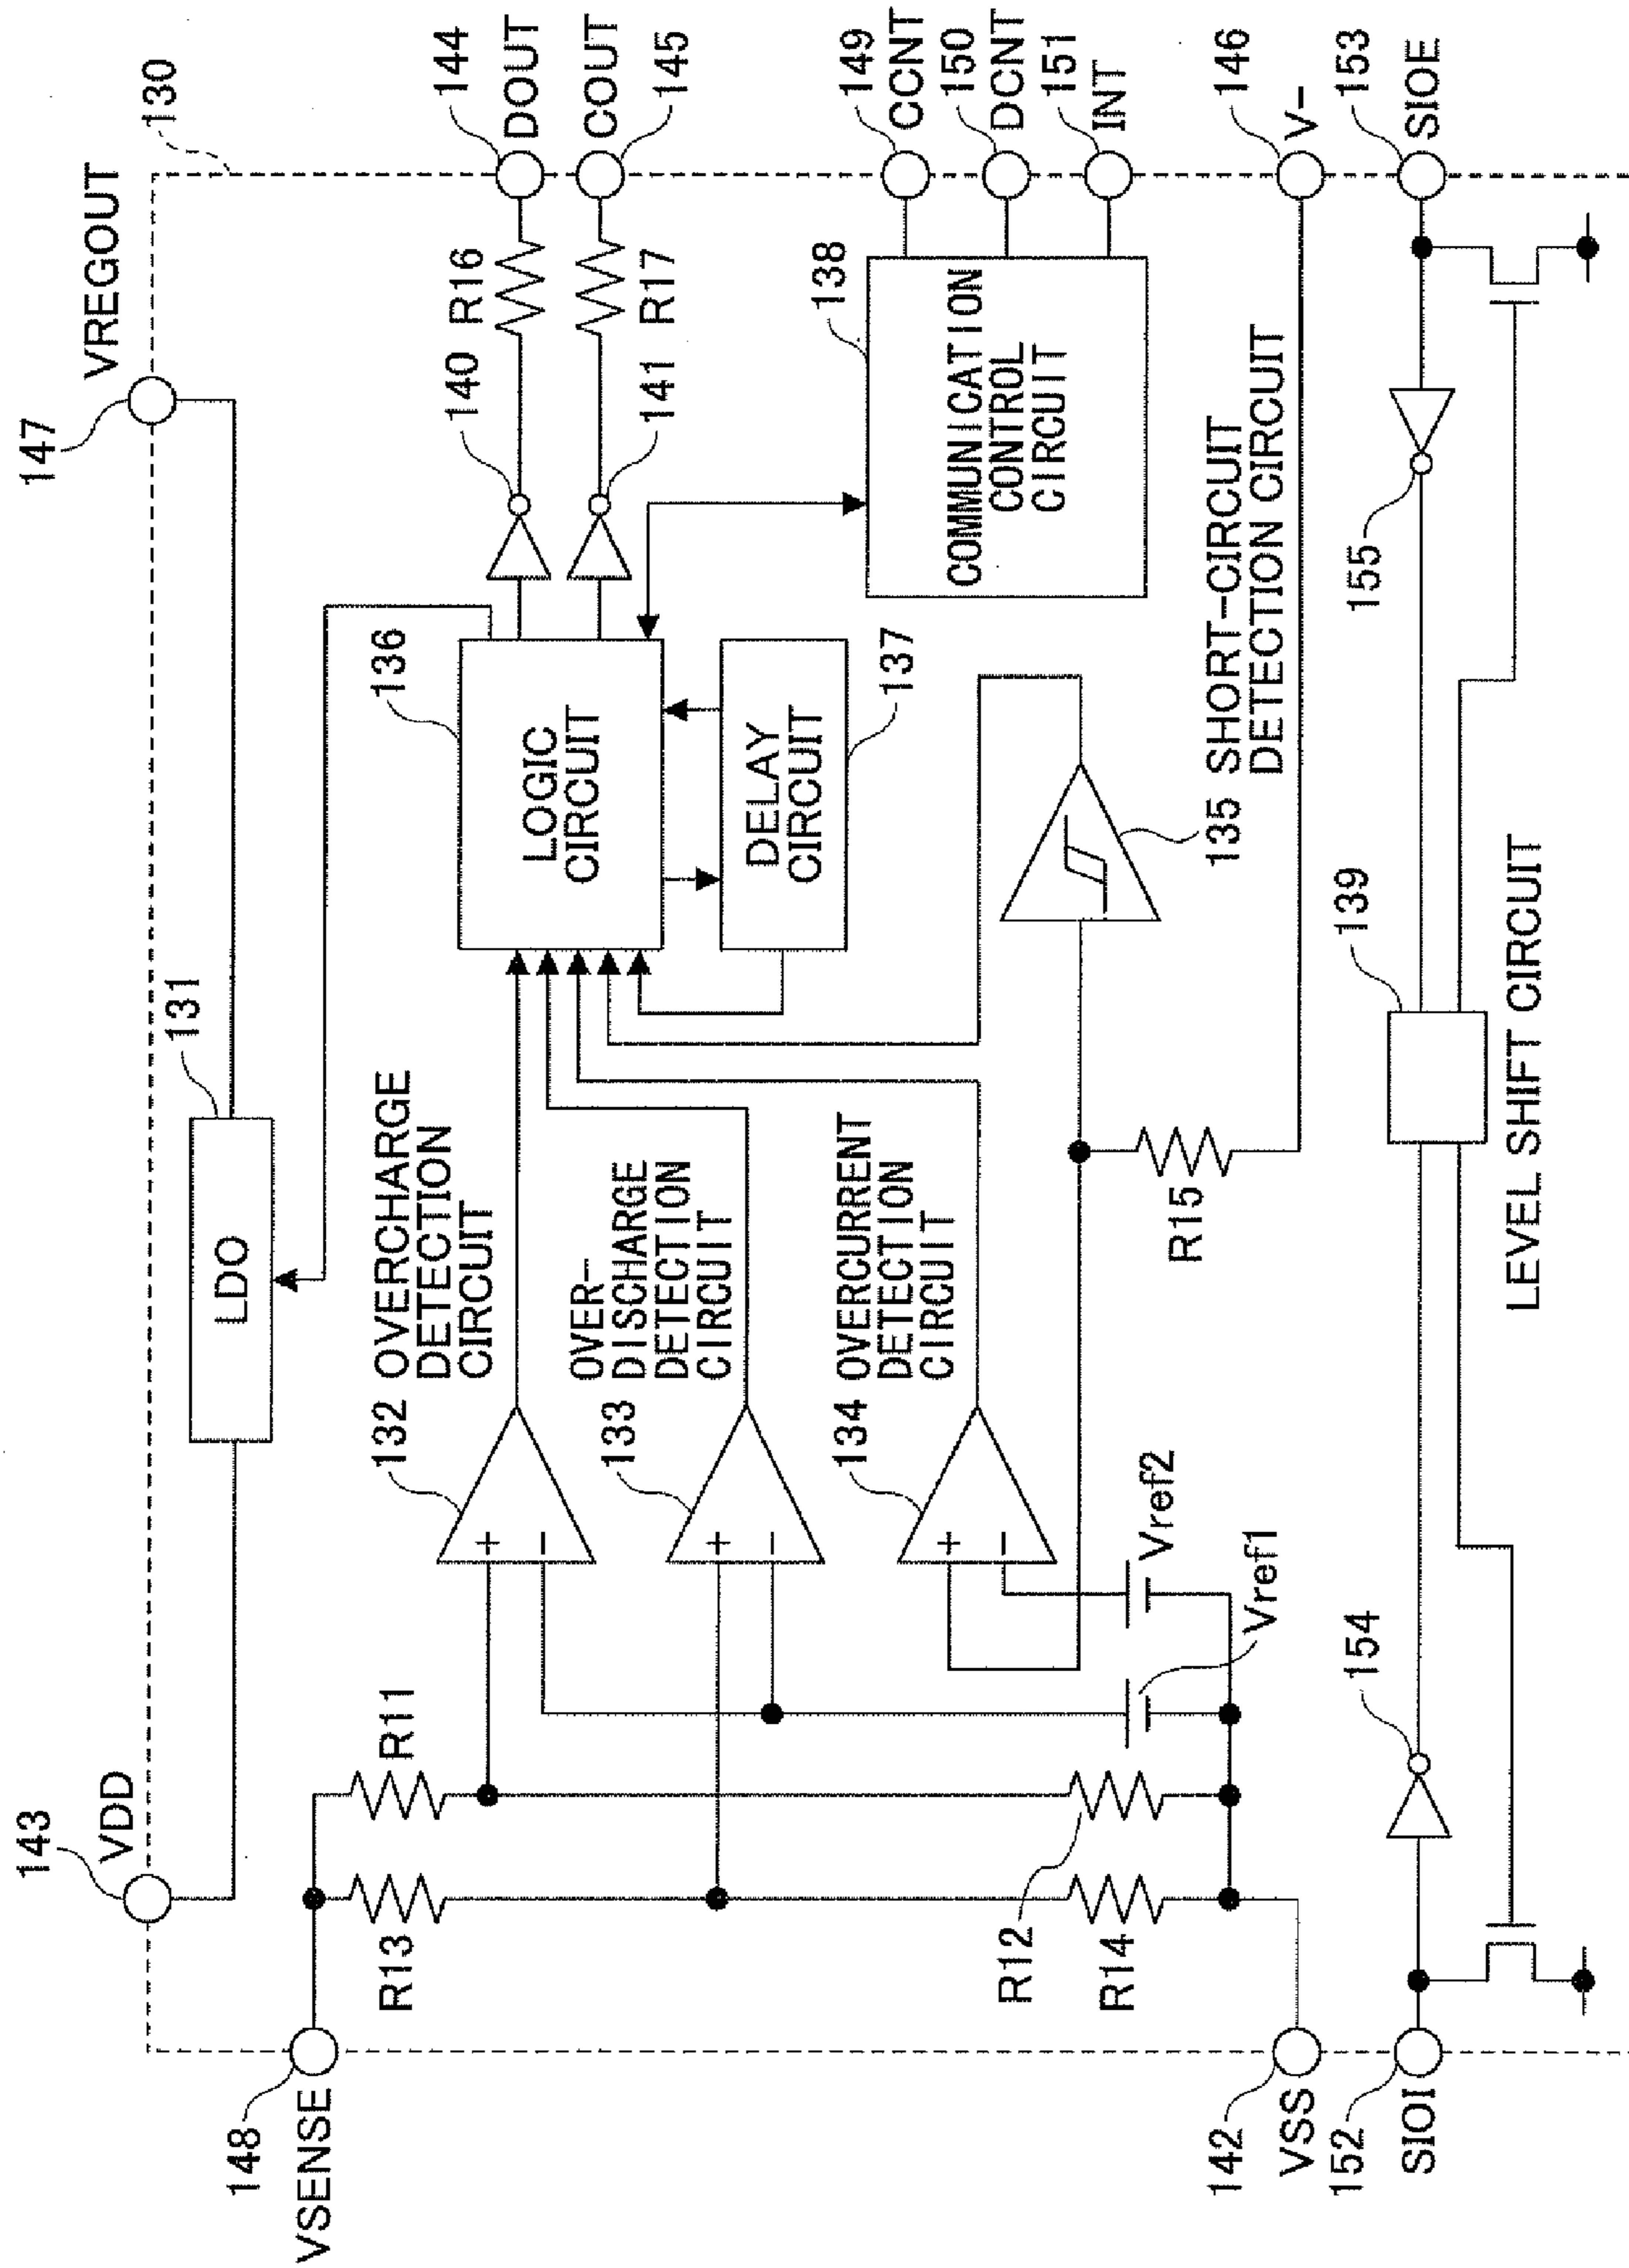 143
VDD
147
VREGOUT
130
131
LDO
148
VSENSE
R13
R11
132 OVERCHARGE
DETECTION
CIRCUIT
136
LOGIC
CIRCUIT
140
R16
144
DOUT
141
R17
COUT
145
133
OVER-
DISCHARGE
DETECTION
CIRCUIT
DELAY
CIRCUIT
137
138
COMMUNICATION
CONTROL
CIRCUIT
149
CCNT
150
DCNT
151
INT
134 OVERCURRENT
DETECTION
CIRCUIT
R12
R14
Vref2
Vref1
R15
135 SHORT-CIRCUIT
DETECTION CIRCUIT
146
V-
142
VSS
152
SIOI
154
139
LEVEL SHIFT CIRCUIT
155
153
SIOE
+
-
+
-
+
-